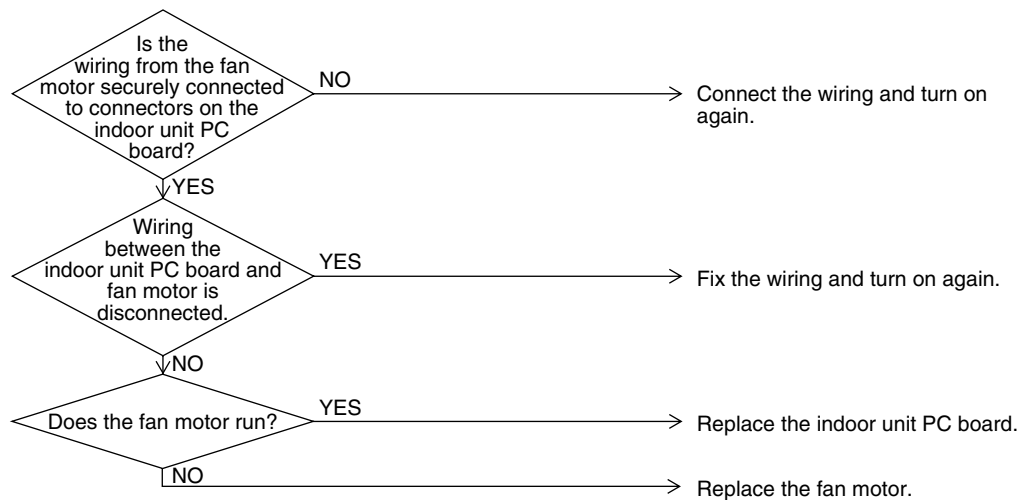 Is the
wiring from the fan
motor securely connected
to connectors on the
indoor unit PC
board?
NO
Connect the wiring and turn on
again.
YES
Wiring
between the
indoor unit PC board and
fan motor is
disconnected.
YES
Fix the wiring and turn on again.
NO
Does the fan motor run?
YES
Replace the indoor unit PC board.
NO
Replace the fan motor.